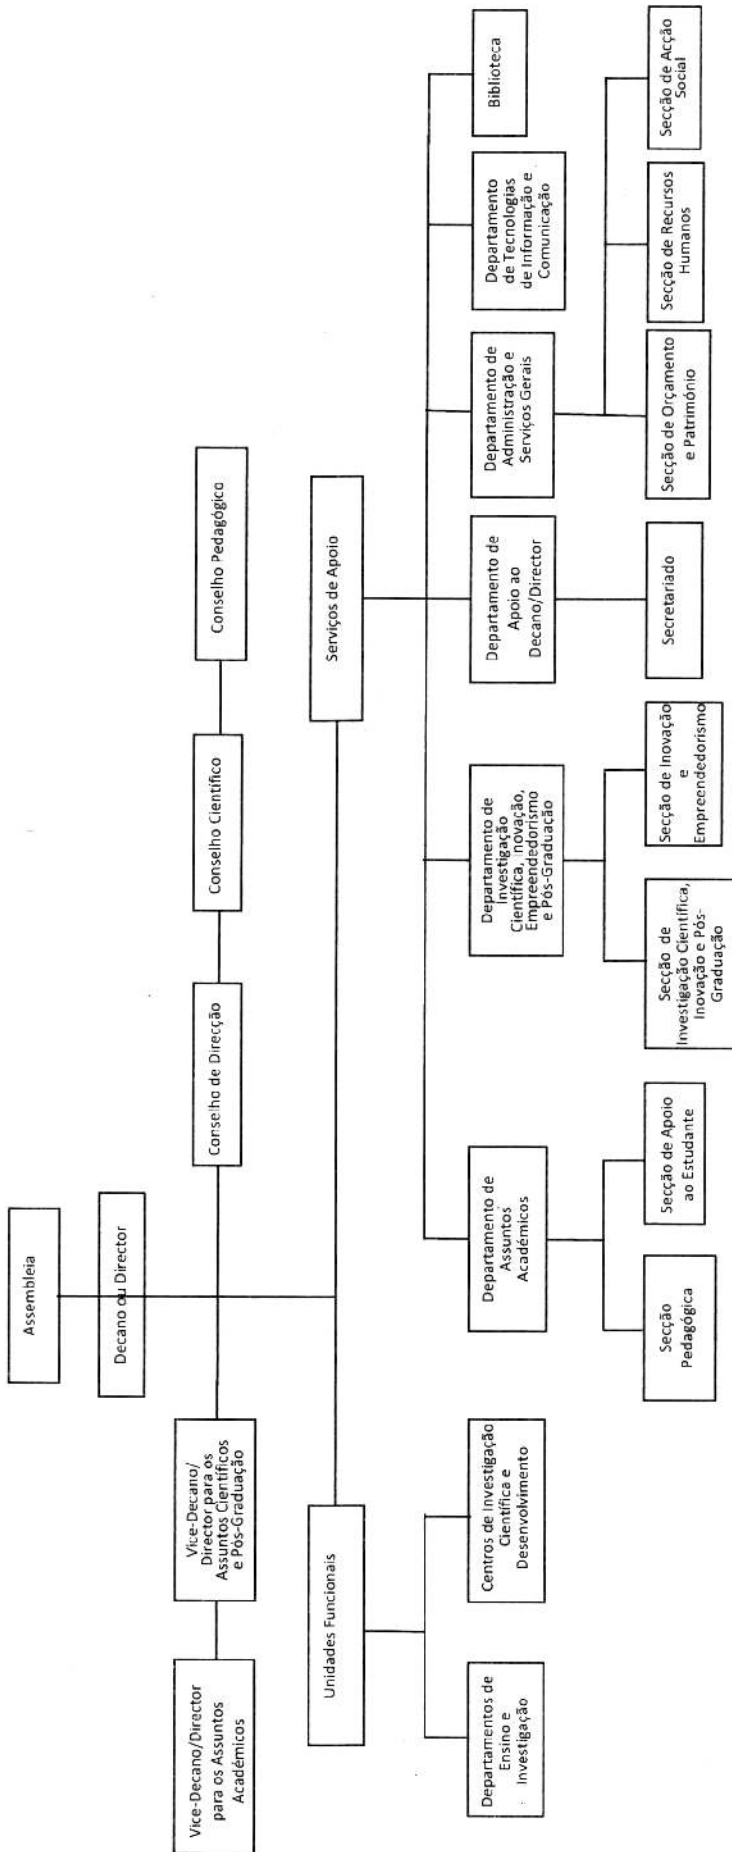 Assembleia
Decano ou Director
Vice-Decano/Director
para os Assuntos
Académicos
Vice-Decano/
Director para os
Assuntos Científicos
e Pós-Graduação
Conselho de Direcção
Conselho Científico
Conselho Pedagógico
Unidades Funcionais
Serviços de Apoio
Departamentos de
Ensino e
Investigação
Centros de Investigação
Científica e
Desenvolvimento
Departamento de
Assuntos
Académicos
Departamento de
Investigação
Científica, Inovação,
Empreendedorismo
e Pós-Graduação
Departamento de
Apoio ao
Decano/Director
Departamento de
Administração e
Serviços Gerais
Departamento
de Tecnologias
de Informação e
Comunicação
Biblioteca
Secção
Pedagógica
Secção de Apoio
ao Estudante
Secção de
Investigação Científica,
Inovação e Pós-
Graduação
Secção de Inovação
e
Empreendedorismo
Secretariado
Secção de Orçamento
e Património
Secção de Recursos
Humanos
Secção de Acção
Social